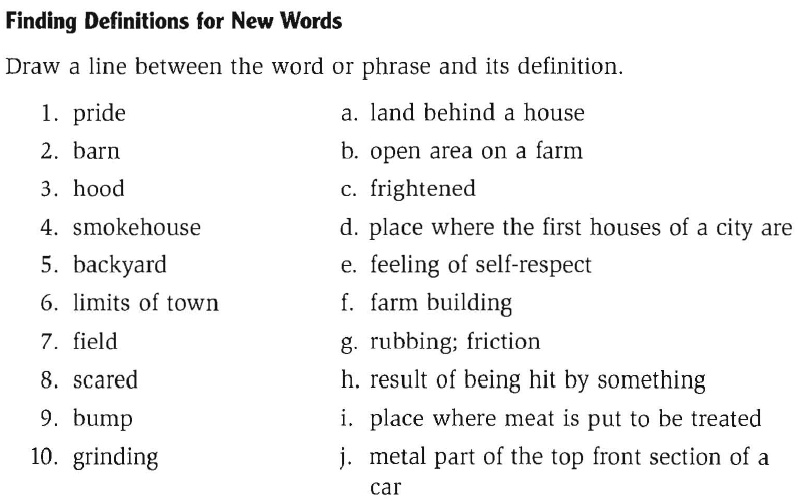 Finding Definitions for New Words
Draw a line between the word or phrase and its definition.
1. pride a. land behind a house
2. barn b. open area on a farm
3. hood c. frightened
4. smokehouse d. place where the first houses of a city are
5. backyard e. feeling of self-respect
6. limits of town f. farm building
7. field g. rubbing; friction
8. scared h. result of being hit by something
9. bump i. place where meat is put to be treated
10. grinding j. metal part of the top front section of a
car